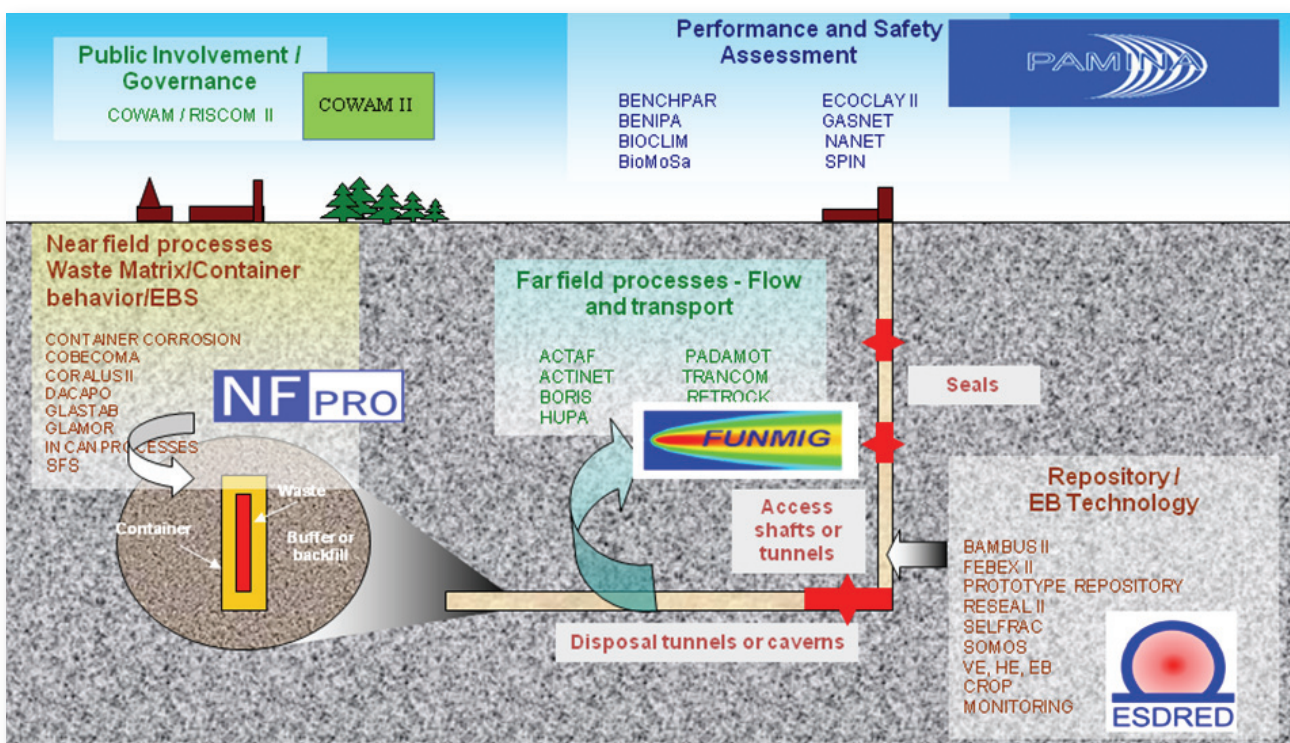 Public Involvement /
Governance
COWAM / RISCOM II
COWAM II
Performance and Safety
Assessment
BENCHPAR
BENIPA
BIOCLIM
BioMoSa
ECOCLAY II
GASNET
NANET
SPIN
PAMINA
Near field processes
Waste Matrix/Container
behavior/EBS
CONTAINER CORROSION
COBECOMA
CORALUS II
DACAPO
GLASTAB
GLAMOR
IN CAN PROCESSES
SFS
NF PRO
Waste
Container
Buffer or
backfill
Far field processes - Flow
and transport
ACTAF
ACTINET
BORIS
HUPA
PADAMOT
TRANCOM
RETROCK
FUNMIG
Seals
Access
shafts or
tunnels
Disposal tunnels or caverns
Repository /
EB Technology
BAMBUS II
FEBEX II
PROTOTYPE REPOSITORY
RESEAL II
SELFRAC
SOMOS
VE, HE, EB
CROP
MONITORING
ESDRED